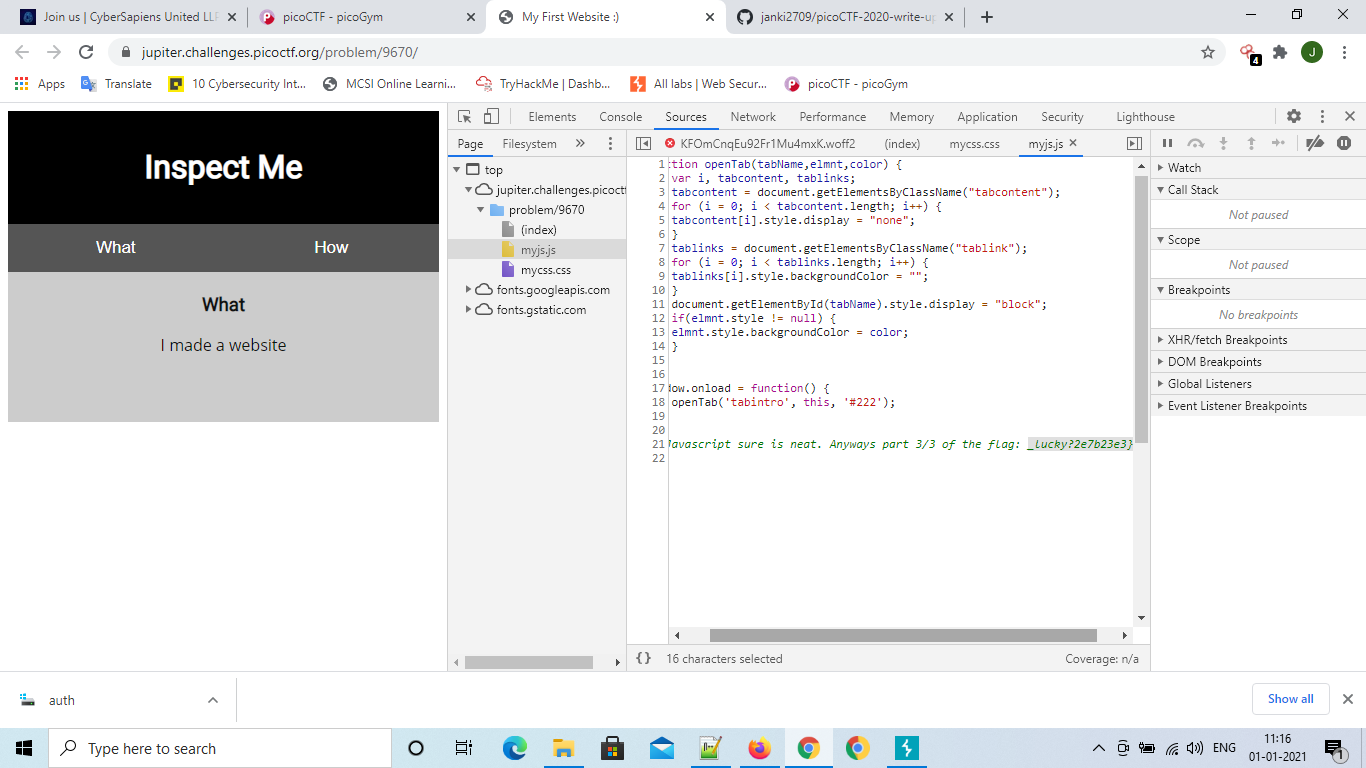 Join us | CyberSapiens United LLP
picoCTF - picoGym
My First Website :)
janki2709/picoCTF-2020-write-up
jupiter.challenges.picoctf.org/problem/9670/
J
4
Apps
Translate
10 Cybersecurity Int...
MCSI Online Learni...
TryHackMe | Dashb...
All labs | Web Secur...
picoCTF - picoGym
Inspect Me
What
How
What
I made a website
Elements
Console
Sources
Network
Performance
Memory
Application
Security
Lighthouse
Page
Filesystem
top
jupiter.challenges.picoctf
problem/9670
(index)
myjs.js
mycss.css
fonts.googleapis.com
fonts.gstatic.com
KFOmCnqEu92Fr1Mu4mxK.woff2
(index)
mycss.css
myjs.js
1 tion openTab(tabName,elmnt,color) {
2 var i, tabcontent, tablinks;
3 tabcontent = document.getElementsByClassName("tabcontent");
4 for (i = 0; i < tabcontent.length; i++) {
5 tabcontent[i].style.display = "none";
6 }
7 tablinks = document.getElementsByClassName("tablink");
8 for (i = 0; i < tablinks.length; i++) {
9 tablinks[i].style.backgroundColor = "";
10 }
11 document.getElementById(tabName).style.display = "block";
12 if(elmnt.style != null) {
13 elmnt.style.backgroundColor = color;
14 }
15
16
17 dow.onload = function() {
18 openTab('tabintro', this, '#222');
19
20
21 Javascript sure is neat. Anyways part 3/3 of the flag: _lucky?2e7b23e3}
22
{} 16 characters selected
Coverage: n/a
Watch
Call Stack
Not paused
Scope
Not paused
Breakpoints
No breakpoints
XHR/fetch Breakpoints
DOM Breakpoints
Global Listeners
Event Listener Breakpoints
auth
Show all
Type here to search
ENG
11:16
01-01-2021
1